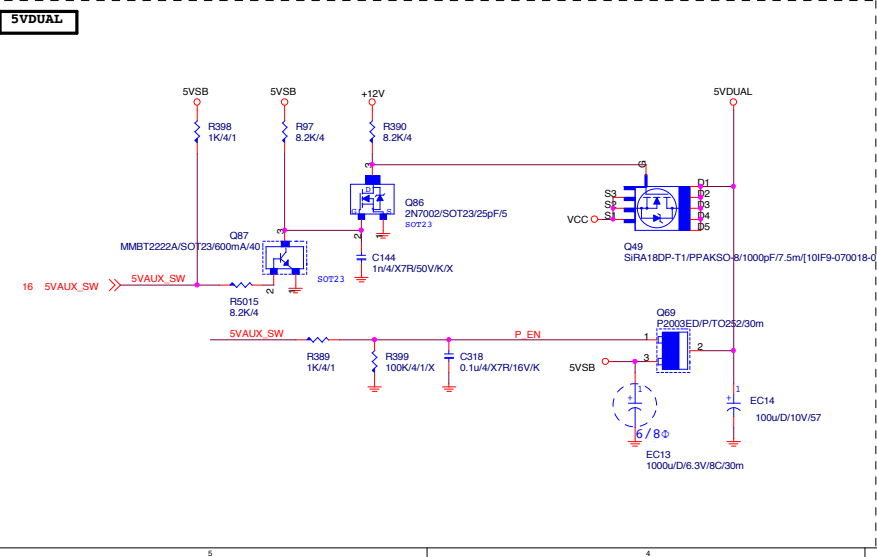 5VDUAL
5VSB
5VSB
+12V
5VDUAL
R398
1K/4/1
R97
8.2K/4
R390
8.2K/4
3
D
G
S
Q86
2N7002/SOT23/25pF/5
SOT23
2
1
G
D1
D2
D3
D4
D5
S3
S2
S1
VCC
Q49
SiRA18DP-T1/PPAKSO-8/1000pF/7.5m/[10IF9-070018-0
Q87
MMBT2222A/SOT23/600mA/40
3
SOT23
2
1
C144
1n/4/X7R/50V/K/X
16 5VAUX_SW
5VAUX_SW
R5015
8.2K/4
5VAUX_SW
R389
1K/4/1
R399
100K/4/1/X
C318
0.1u/4/X7R/16V/K
P_EN
Q69
P2003ED/P/TO252/30m
1
2
3
5VSB
1
+
6/8Φ
EC13
1000u/D/6.3V/8C/30m
1
+
EC14
100u/D/10V/57
5
4